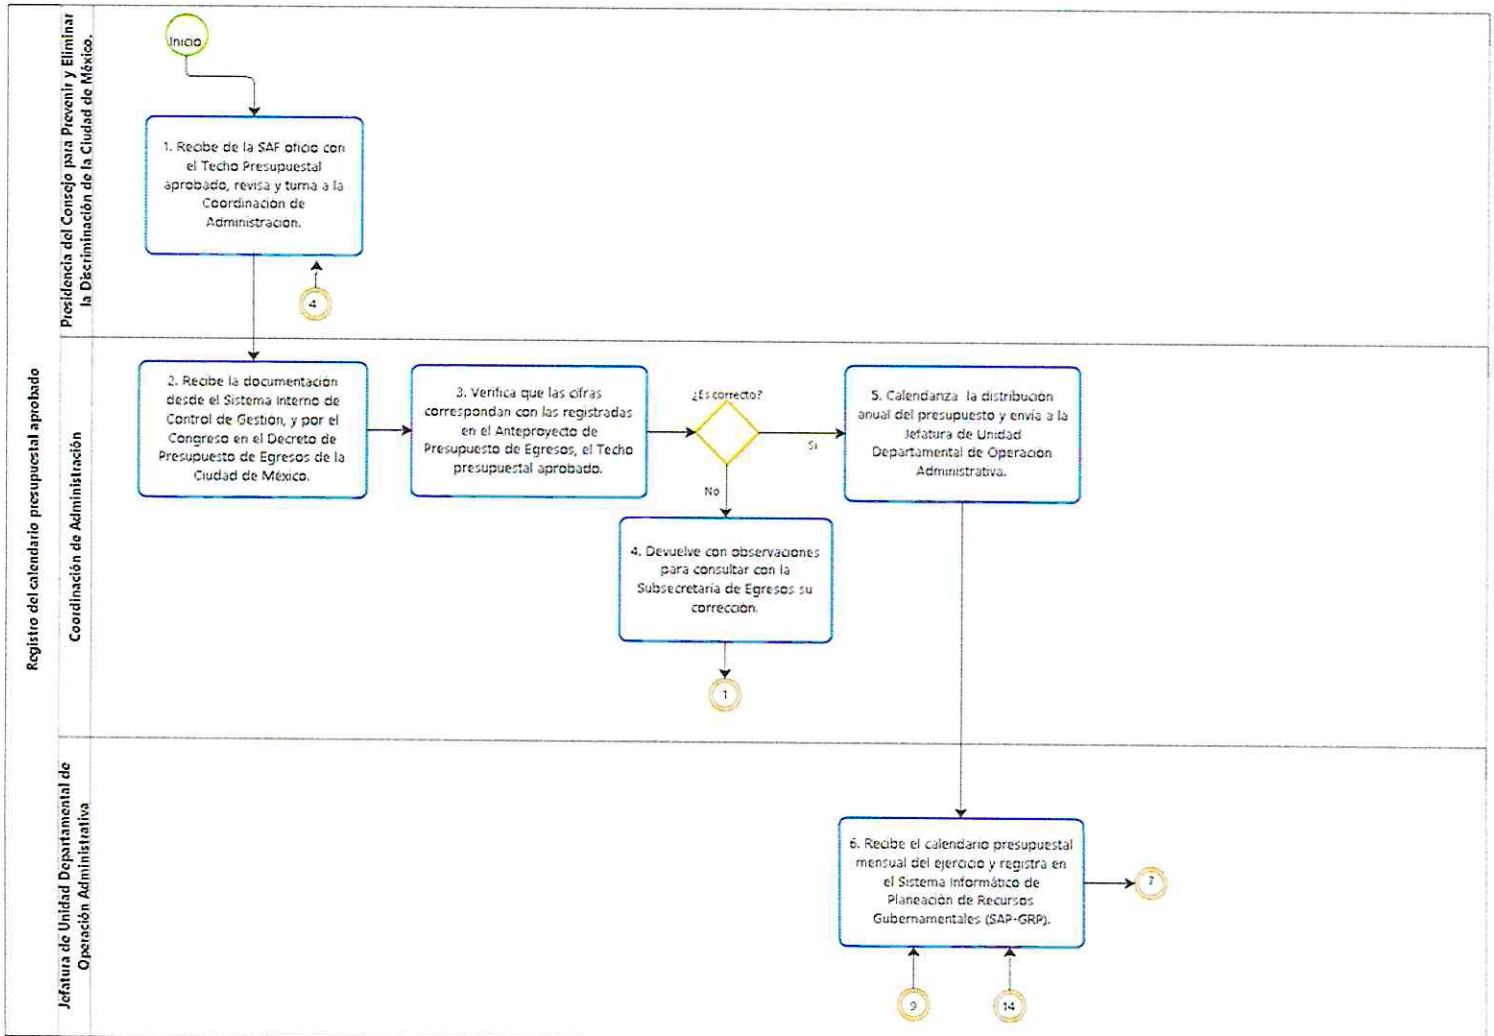 Registro del calendario presupuestal aprobado
Presidencia del Consejo para Prevenir y Eliminar
la Discriminación de la Ciudad de México.
Inicio
1. Recibe de la SAF oficio con
el Techo Presupuestal
aprobado, revisa y turna a la
Coordinación de
Administración.
4
Coordinación de Administración
2. Recibe la documentación
desde el Sistema Interno de
Control de Gestión, y por el
Congreso en el Decreto de
Presupuesto de Egresos de la
Ciudad de México.
3. Verifica que las cifras
correspondan con las registradas
en el Anteproyecto de
Presupuesto de Egresos, el Techo
presupuestal aprobado.
¿Es correcto?
Si
No
5. Calendariza la distribución
anual del presupuesto y envía a la
Jefatura de Unidad
Departamental de Operación
Administrativa.
4. Devuelve con observaciones
para consultar con la
Subsecretaría de Egresos su
corrección.
1
Jefatura de Unidad Departamental de
Operación Administrativa
6. Recibe el calendario presupuestal
mensual del ejercicio y registra en
el Sistema Informático de
Planeación de Recursos
Gubernamentales (SAP-GRP).
7
9
14